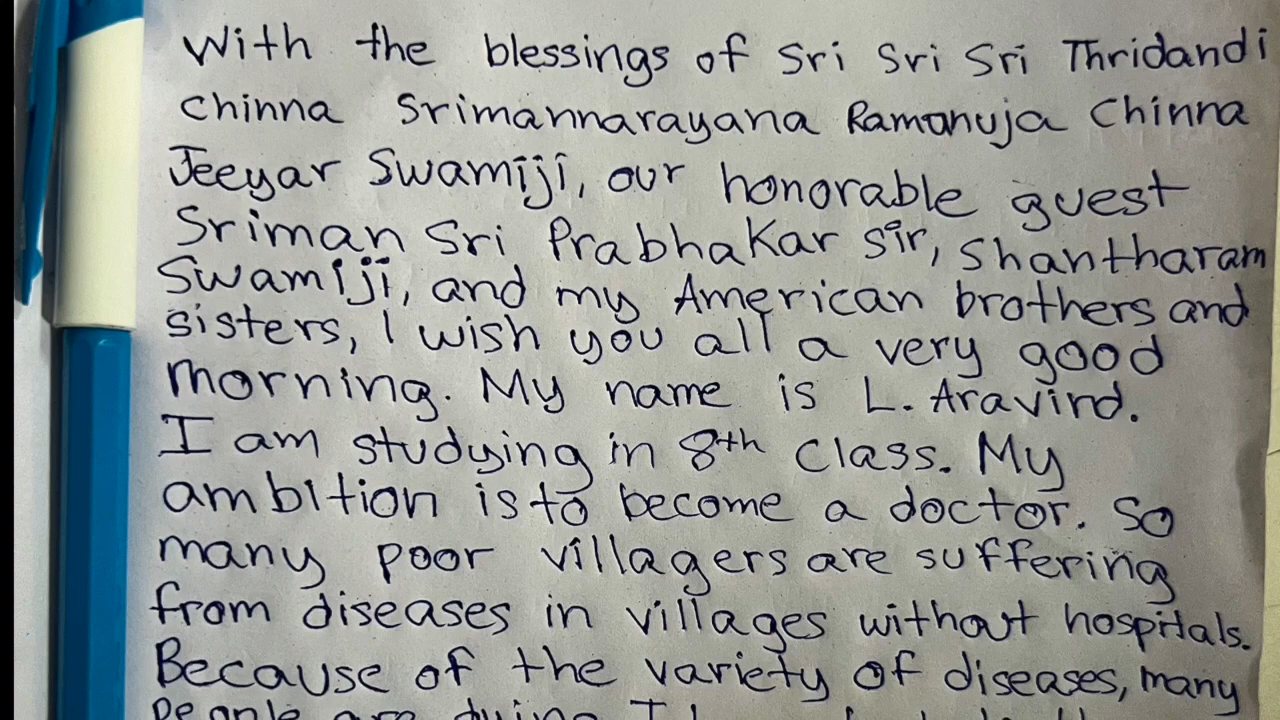 With the blessings of Sri Sri Sri Thridandi
Chinna Srimannarayana Ramanuja Chinna
Jeeyar Swamiji, our honorable guest
Sriman Sri Prabhakar sir, Shantharam
Swamiji, and my American brothers and
sisters, I wish you all a very good
morning. My name is L. Aravind.
I am studying in 8th class. My
ambition is to become a doctor. So
many poor villagers are suffering
from diseases in villages without hospitals.
Because of the variety of diseases, many
People are dying